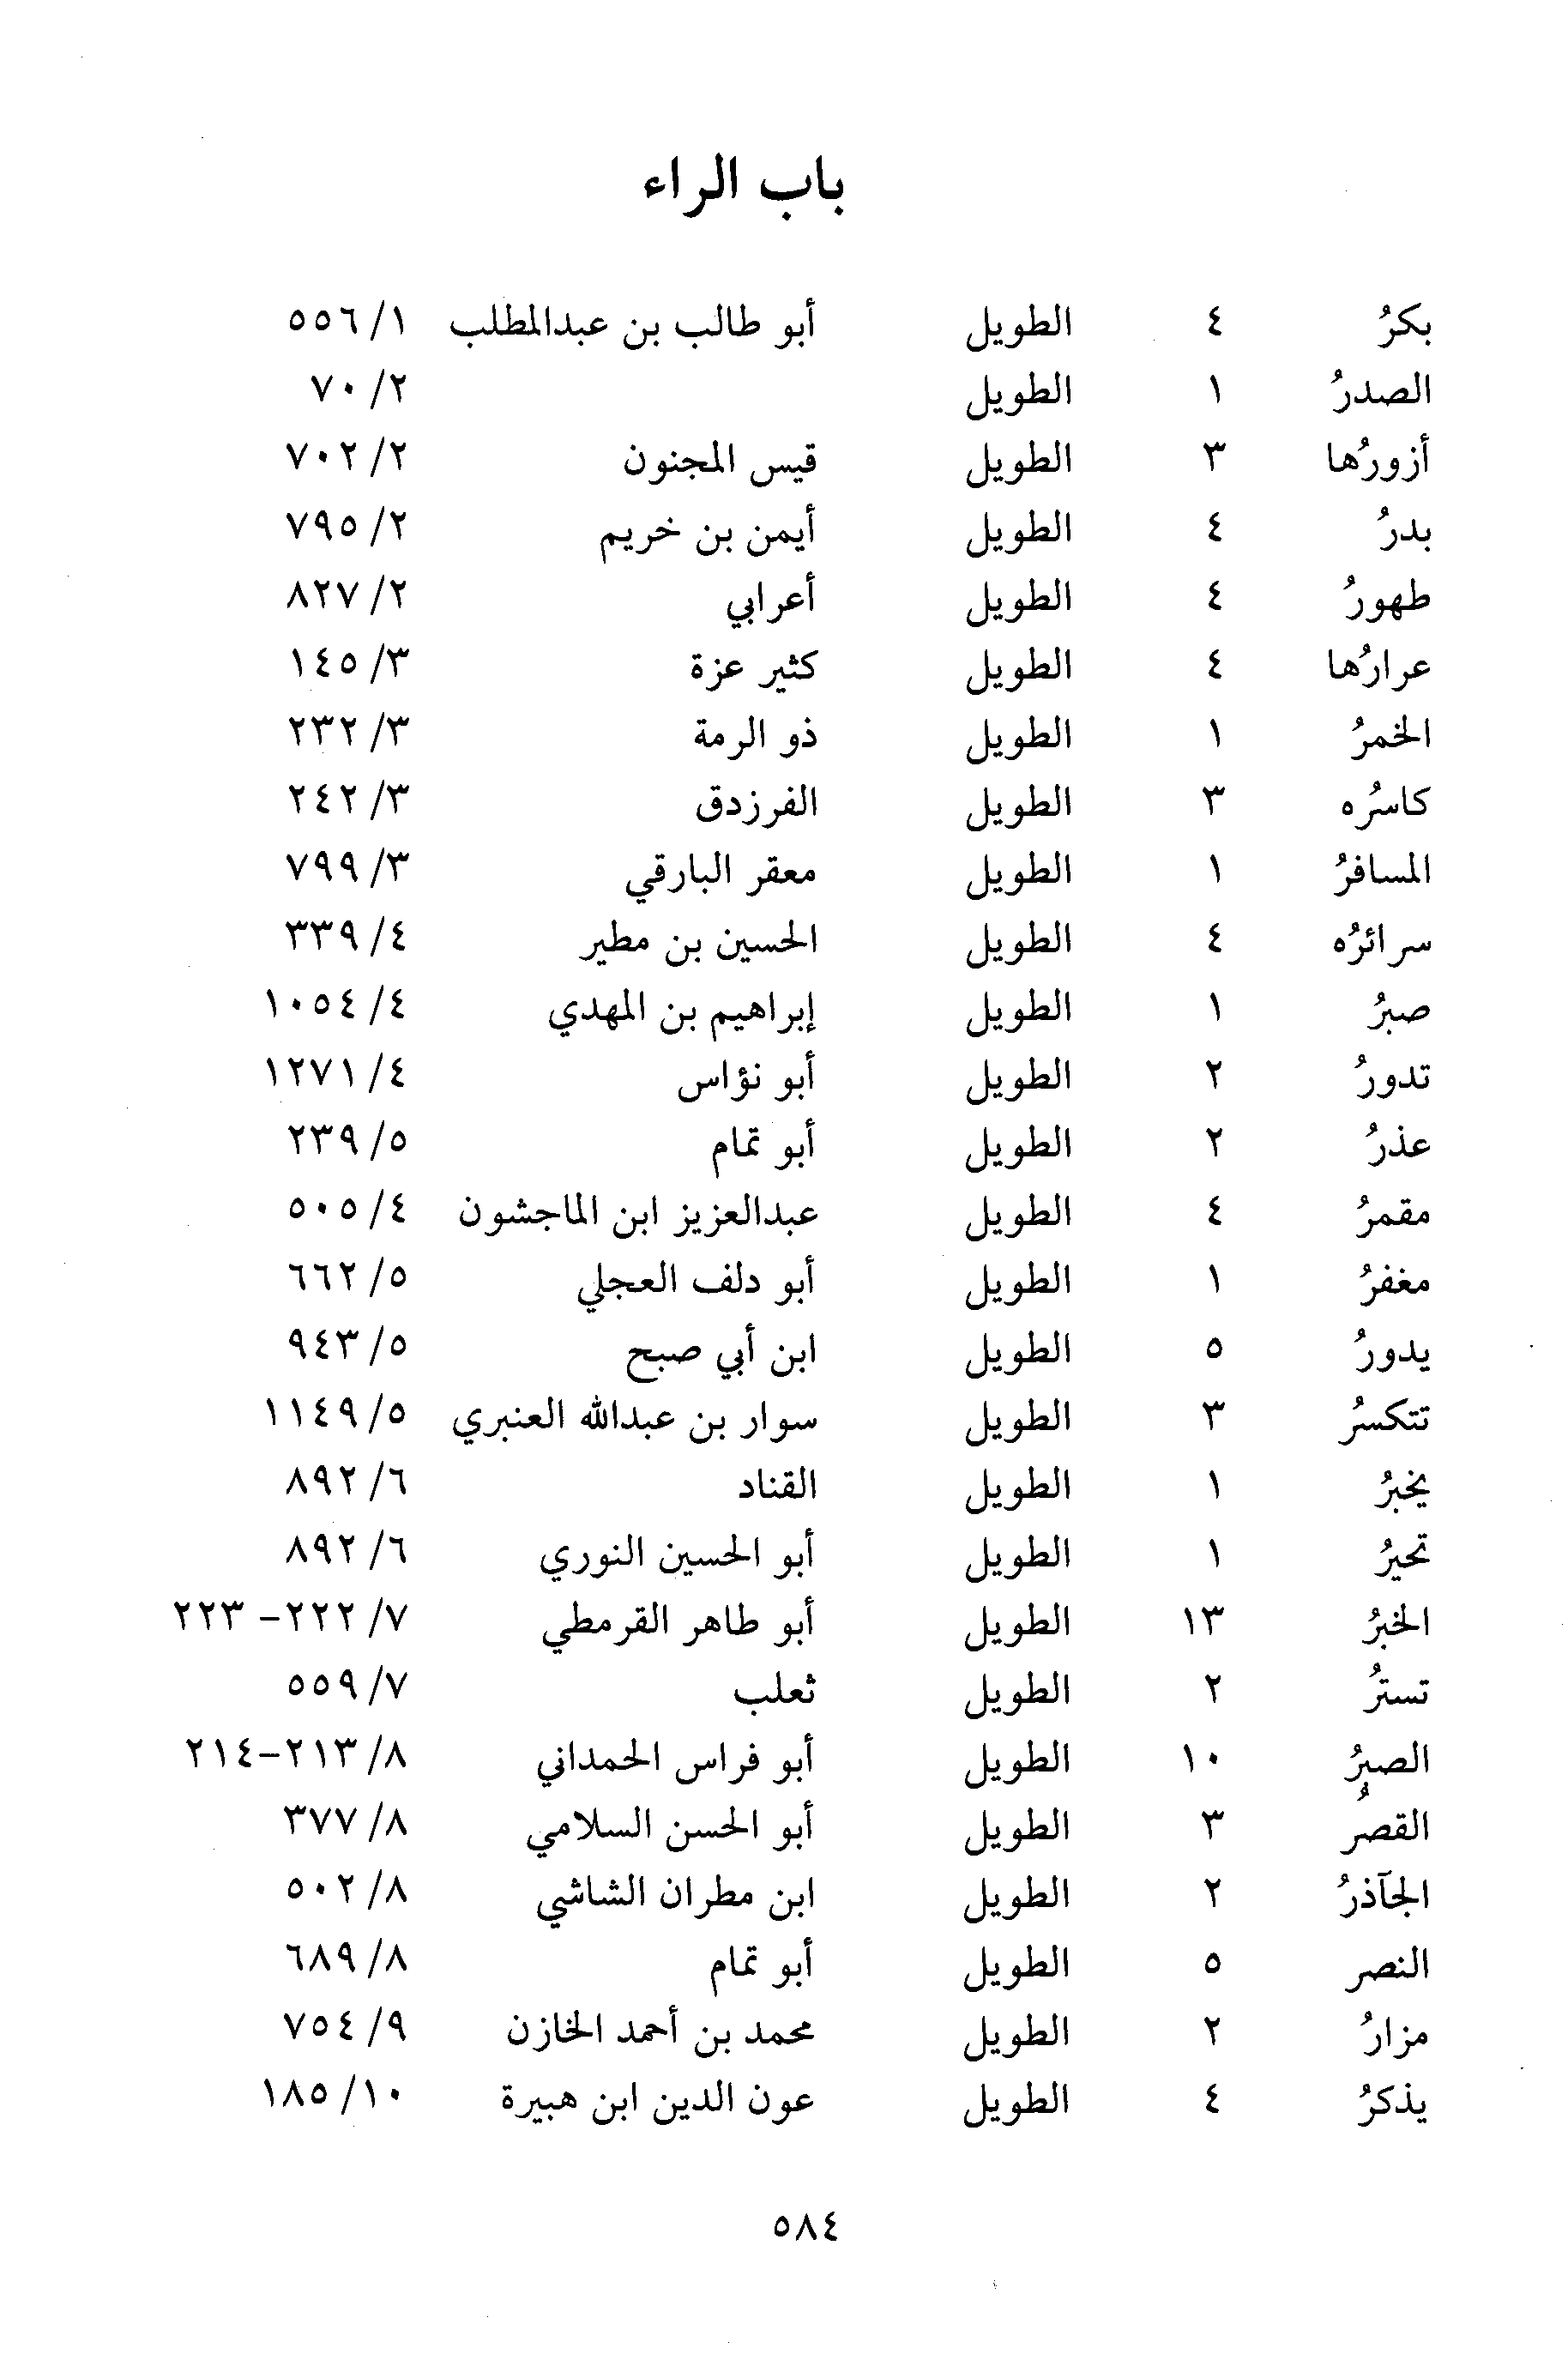 باب الراء
بكرُ ٤ الطويل أبو طالب بن عبدالمطلب ١/ ٥٥٦
الصدرُ ١ الطويل ٢/ ٧٠
أزورُها ٣ الطويل قيس المجنون ٢/ ٧٠٢
بدرُ ٤ الطويل أيمن بن خريم ٢/ ٧٩٥
طهورُ ٤ الطويل أعرابي ٢/ ٨٢٧
عرارُها ٤ الطويل كثير عزة ٣/ ١٤٥
الخمرُ ١ الطويل ذو الرمة ٣/ ٢٣٢
كاسرُه ٣ الطويل الفرزدق ٣/ ٢٤٢
المسافرُ ١ الطويل معقر البارقي ٣/ ٧٩٩
سرائرُه ٤ الطويل الحسين بن مطير ٤/ ٣٣٩
صبرُ ١ الطويل إبراهيم بن المهدي ٤/ ١٠٥٤
تدورُ ٢ الطويل أبو نؤاس ٤/ ١٢٧١
عذرُ ٢ الطويل أبو تمام ٥/ ٢٣٩
مقمرُ ٤ الطويل عبدالعزيز ابن الماجشون ٤/ ٥٠٥
مغفرُ ١ الطويل أبو دلف العجلي ٥/ ٦٦٢
يدورُ ٥ الطويل ابن أبي صبح ٥/ ٩٤٣
تتكسرُ ٣ الطويل سوار بن عبدالله العنبري ٥/ ١١٤٩
يخبرُ ١ الطويل القناد ٦/ ٨٩٢
تحيرُ ١ الطويل أبو الحسين النوري ٦/ ٨٩٢
الخبرُ ١٣ الطويل أبو طاهر القرمطي ٧/ ٢٢٢- ٢٢٣
تسترُ ٢ الطويل ثعلب ٧/ ٥٥٩
الصبرُ ١٠ الطويل أبو فراس الحمداني ٨/ ٢١٣-٢١٤
القصرُ ٣ الطويل أبو الحسن السلامي ٨/ ٣٧٧
الجآذرُ ٢ الطويل ابن مطران الشاشي ٨/ ٥٠٢
النصر ٥ الطويل أبو تمام ٨/ ٦٨٩
مزارُ ٢ الطويل محمد بن أحمد الخازن ٩/ ٧٥٤
يذكرُ ٤ الطويل عون الدين ابن هبيرة ١٠/ ١٨٥
٥٨٤